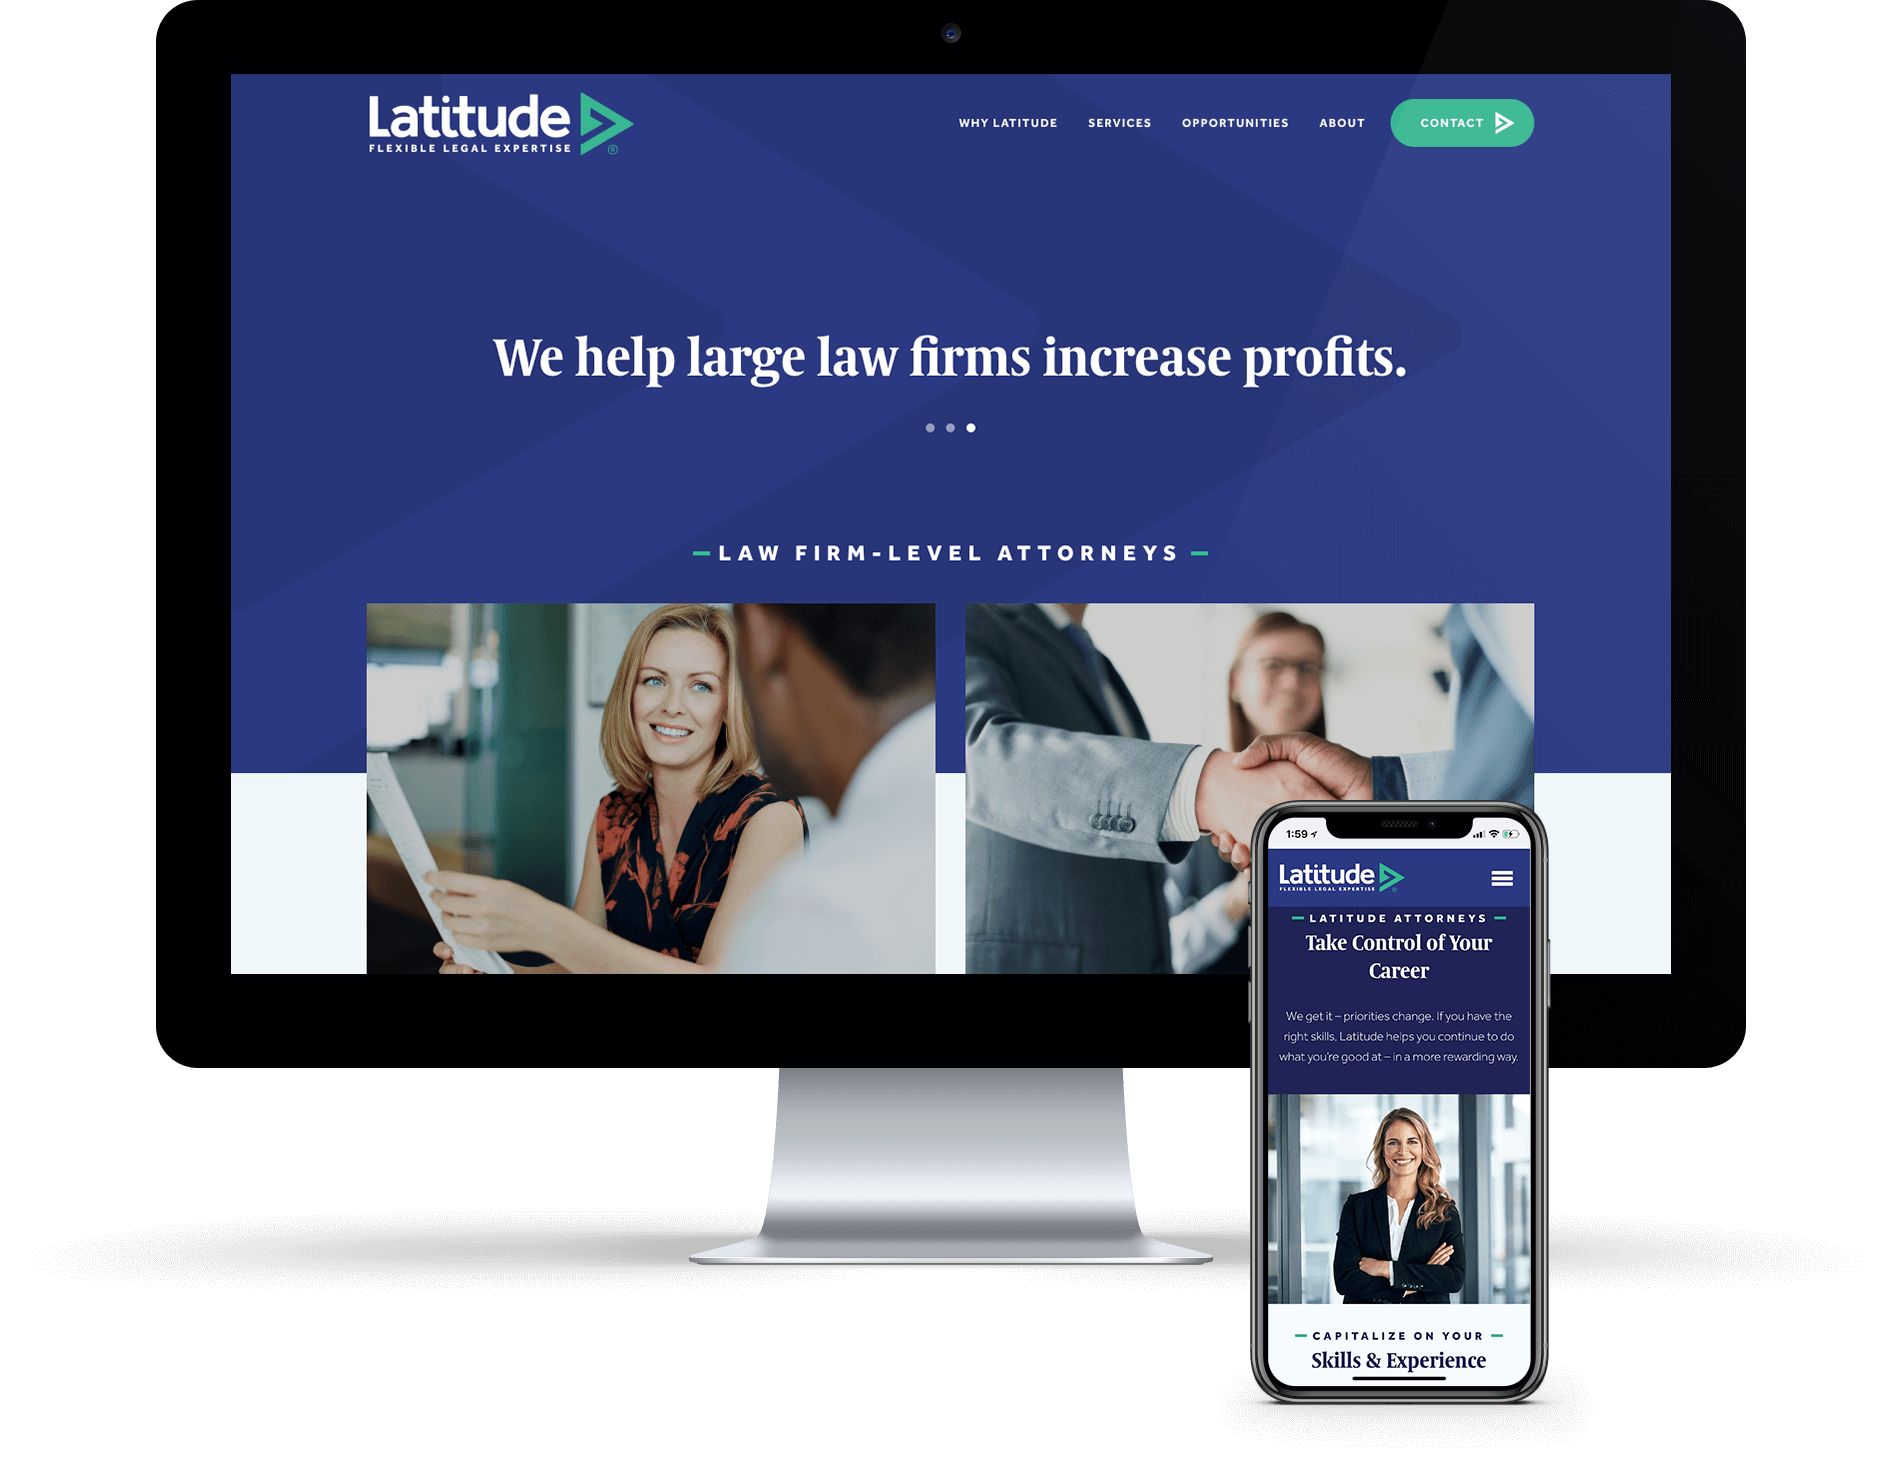 Latitude
FLEXIBLE LEGAL EXPERTISE
®
WHY LATITUDE
SERVICES
OPPORTUNITIES
ABOUT
CONTACT
We help large law firms increase profits.
LAW FIRM-LEVEL ATTORNEYS
1:59
Latitude
FLEXIBLE LEGAL EXPERTISE
LATITUDE ATTORNEYS
Take Control of Your
Career
We get it – priorities change. If you have the
right skills, Latitude helps you continue to do
what you're good at – in a more rewarding way.
CAPITALIZE ON YOUR
Skills & Experience